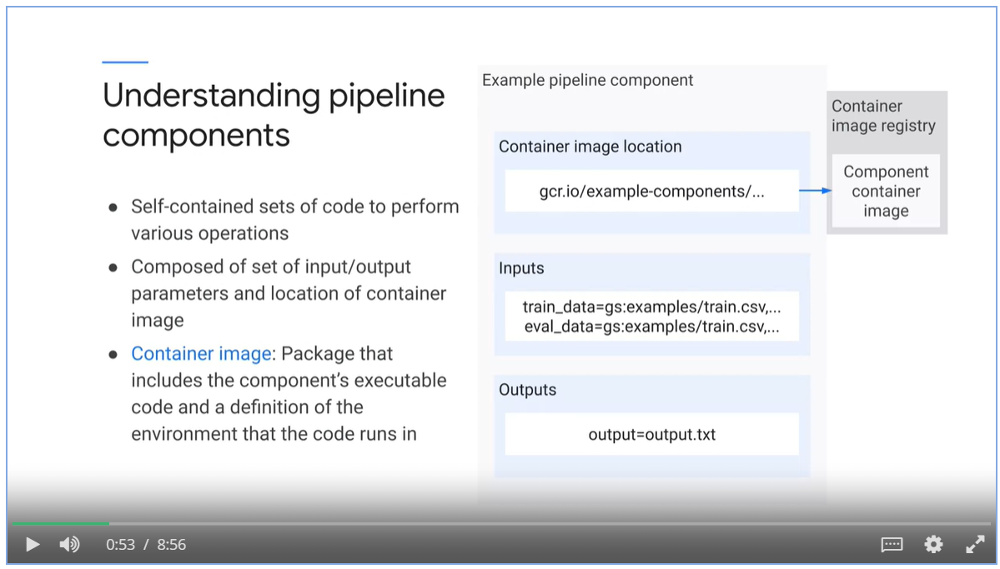 Understanding pipeline
components
● Self-contained sets of code to perform
various operations
● Composed of set of input/output
parameters and location of container
image
● Container image: Package that
includes the component’s executable
code and a definition of the
environment that the code runs in
Example pipeline component
Container image location
gcr.io/example-components/...
Container
image registry
Component
container
image
Inputs
train_data=gs:examples/train.csv,...
eval_data=gs:examples/train.csv,...
Outputs
output=output.txt
0:53 / 8:56